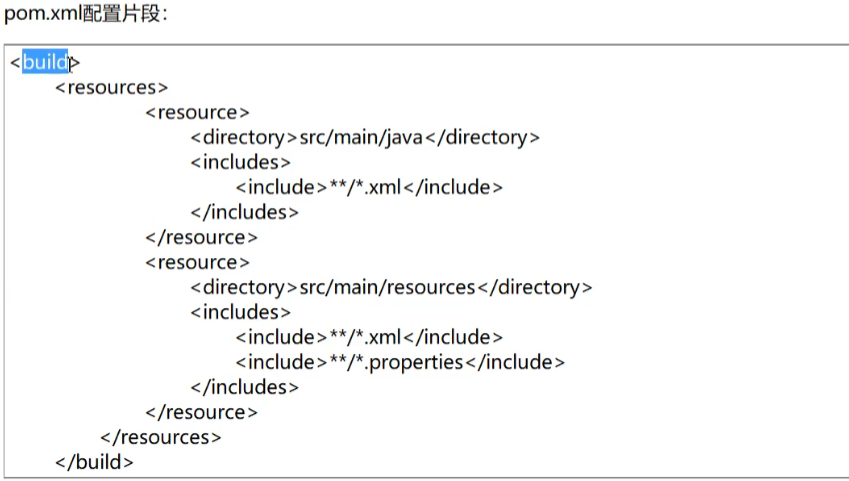 pom.xml配置片段：
<build>
<resources>
<resource>
<directory>src/main/java</directory>
<includes>
<include>**/*.xml</include>
</includes>
</resource>
<resource>
<directory>src/main/resources</directory>
<includes>
<include>**/*.xml</include>
<include>**/*.properties</include>
</includes>
</resource>
</resources>
</build>